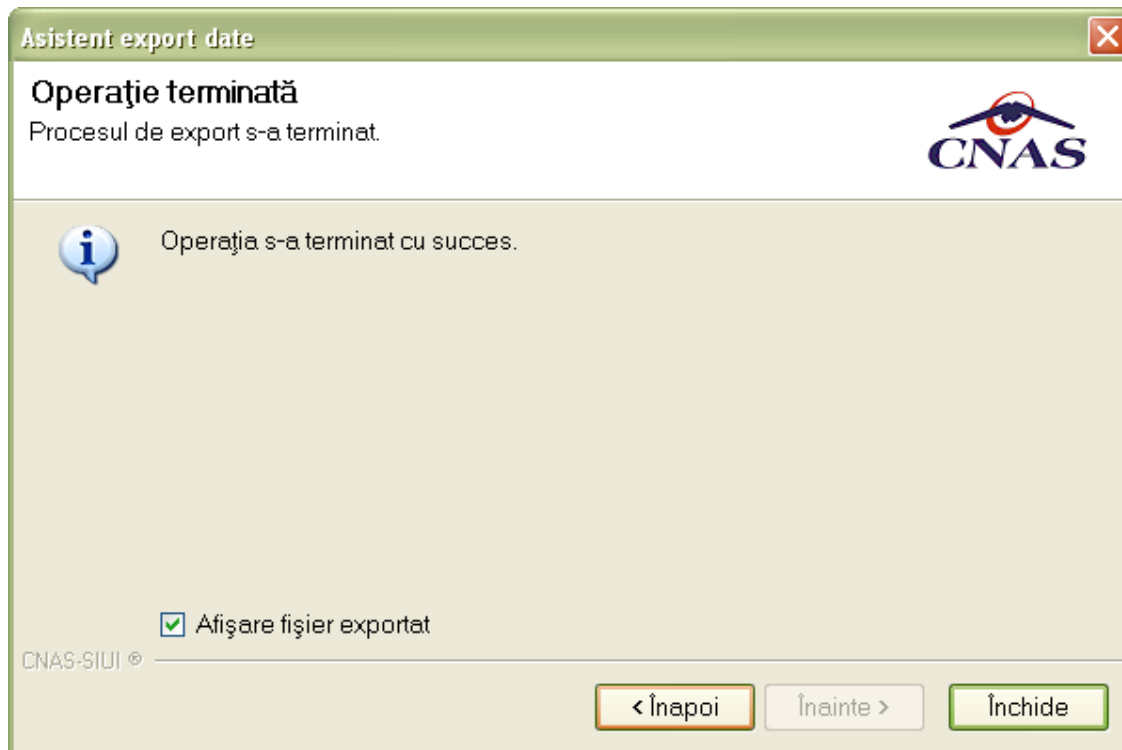 Asistent export date
Operaţie terminată
Procesul de export s-a terminat.
CNAS
Operaţia s-a terminat cu succes.
Afişare fişier exportat
CNAS-SIUI ®
< Înapoi
Înainte >
Închide